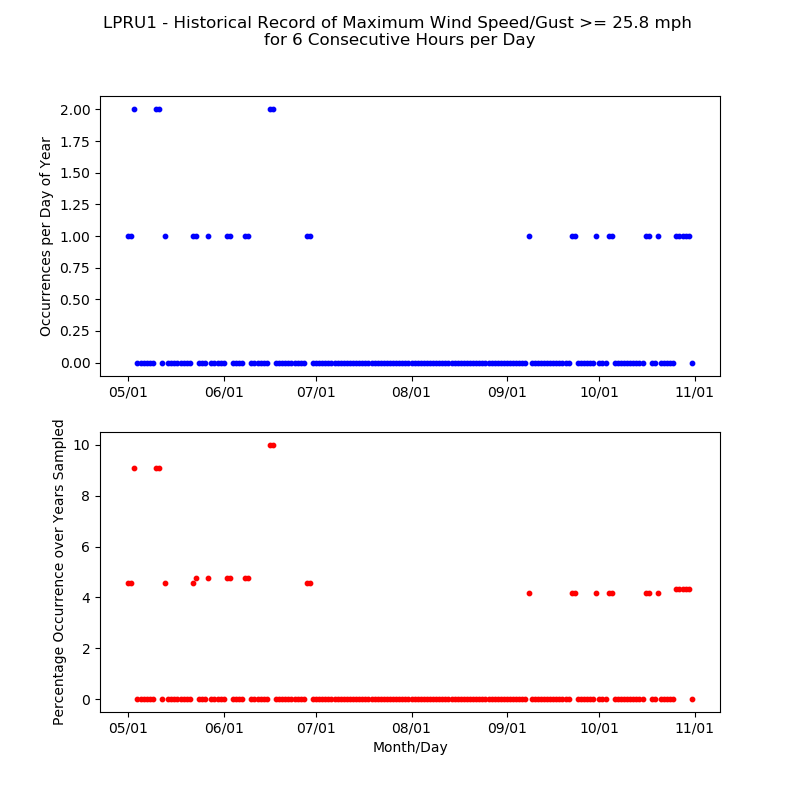 LPRU1 - Historical Record of Maximum Wind Speed/Gust >= 25.8 mph
for 6 Consecutive Hours per Day
Occurrences per Day of Year
2.00
1.75
1.50
1.25
1.00
0.75
0.50
0.25
0.00
05/01 06/01 07/01 08/01 09/01 10/01 11/01
Percentage Occurrence over Years Sampled
10
8
6
4
2
0
05/01 06/01 07/01 08/01 09/01 10/01 11/01
Month/Day